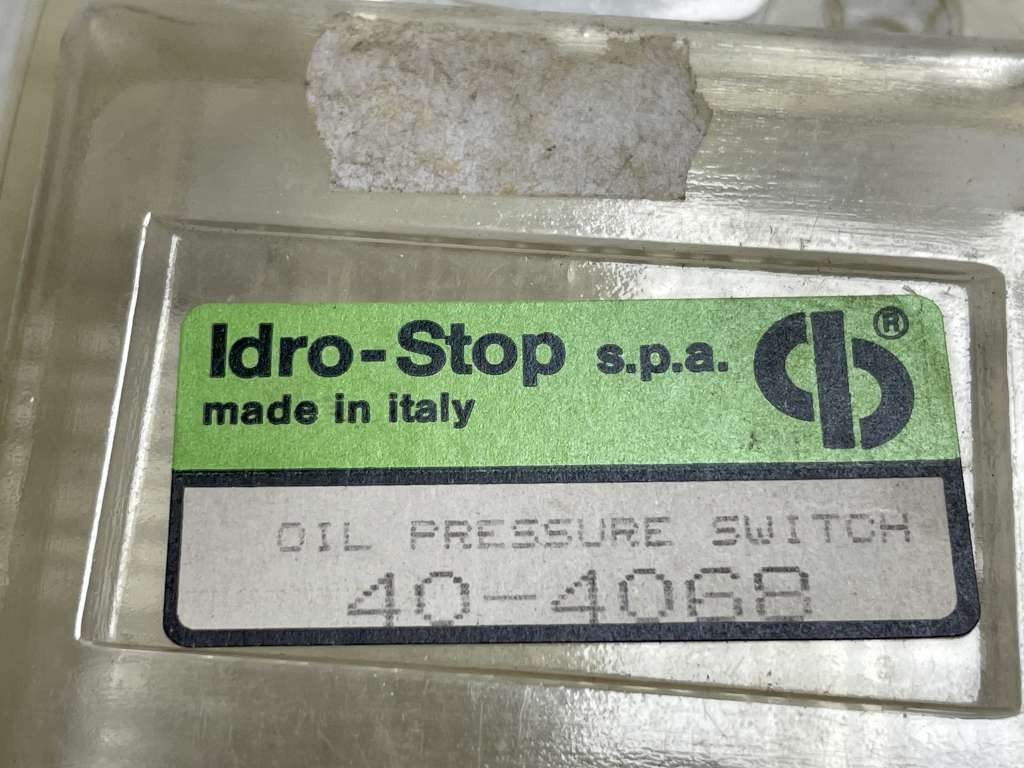 Idro-Stop s.p.a. ®
made in italy
OIL PRESSURE SWITCH
40-4068